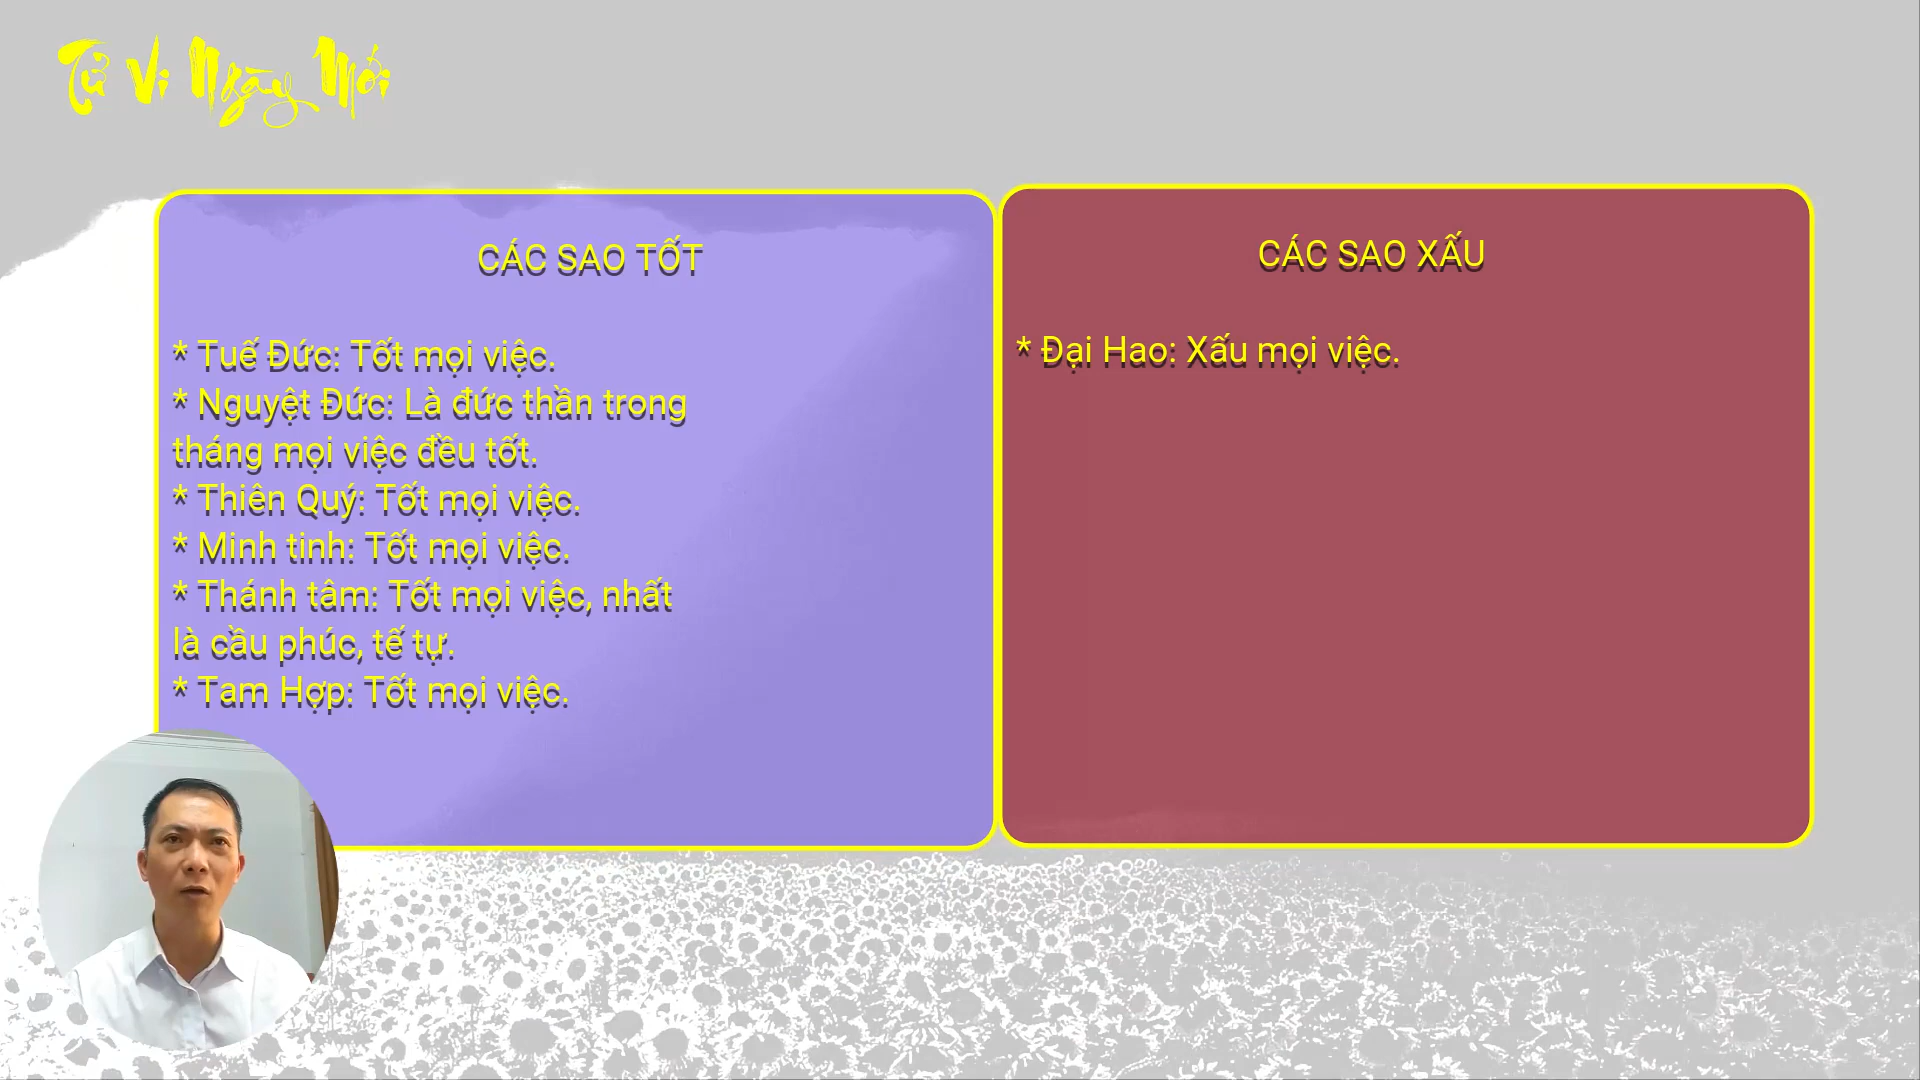 Tử Vi Ngày Mới
CÁC SAO TỐT
* Tuế Đức: Tốt mọi việc.
* Nguyệt Đức: Là đức thần trong
tháng mọi việc đều tốt.
* Thiên Quý: Tốt mọi việc.
* Minh tinh: Tốt mọi việc.
* Thánh tâm: Tốt mọi việc, nhất
là cầu phúc, tế tự.
* Tam Hợp: Tốt mọi việc.
CÁC SAO XẤU
* Đại Hao: Xấu mọi việc.